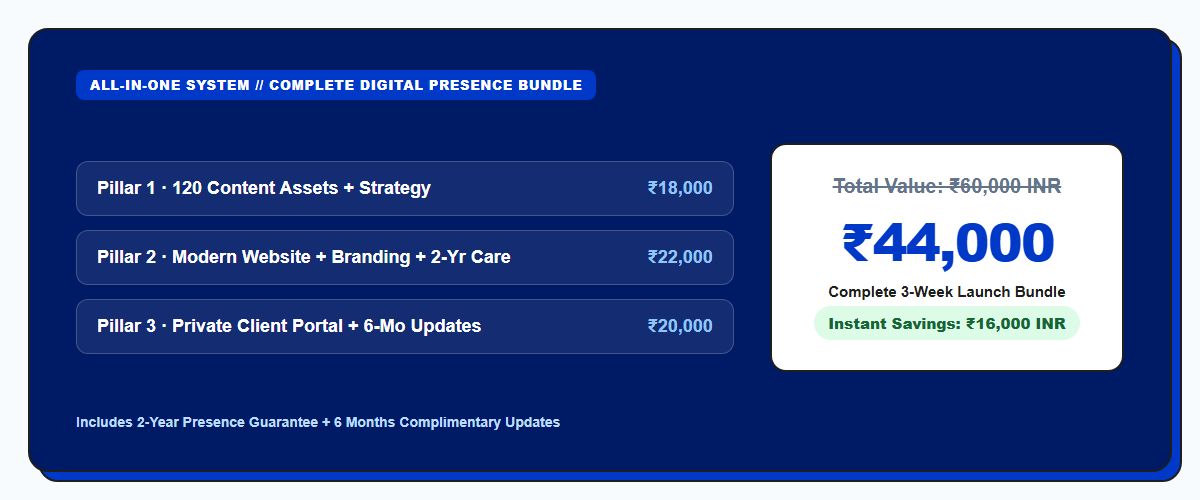 ALL-IN-ONE SYSTEM // COMPLETE DIGITAL PRESENCE BUNDLE
Pillar 1 · 120 Content Assets + Strategy ₹18,000
Pillar 2 · Modern Website + Branding + 2-Yr Care ₹22,000
Pillar 3 · Private Client Portal + 6-Mo Updates ₹20,000
Total Value: ₹60,000 INR
₹44,000
Complete 3-Week Launch Bundle
Instant Savings: ₹16,000 INR
Includes 2-Year Presence Guarantee + 6 Months Complimentary Updates